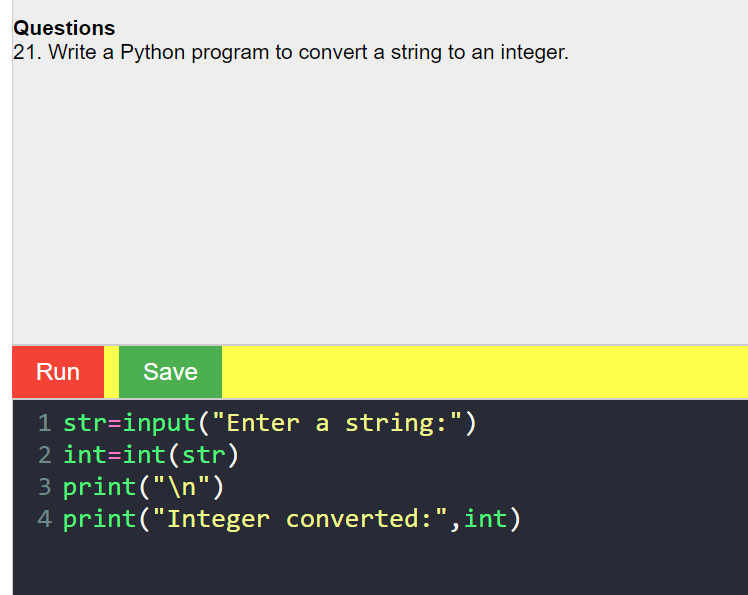 Questions
21. Write a Python program to convert a string to an integer.
Run Save
1 str=input("Enter a string:")
2 int=int(str)
3 print("\n")
4 print("Integer converted:",int)